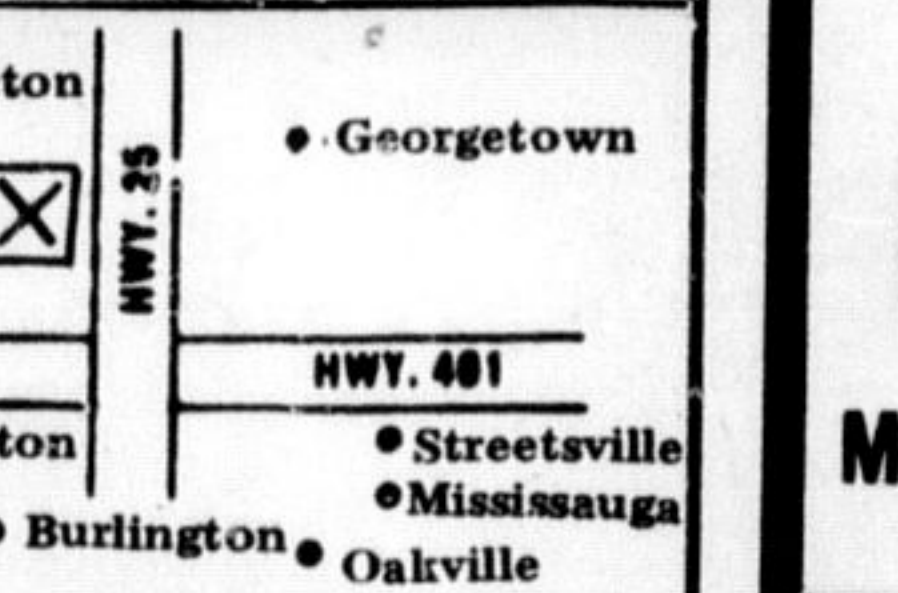 ton
Georgetown
HWY. 25
HWY. 401
ton
Streetsville
Mississauga
Burlington
Oakville
M